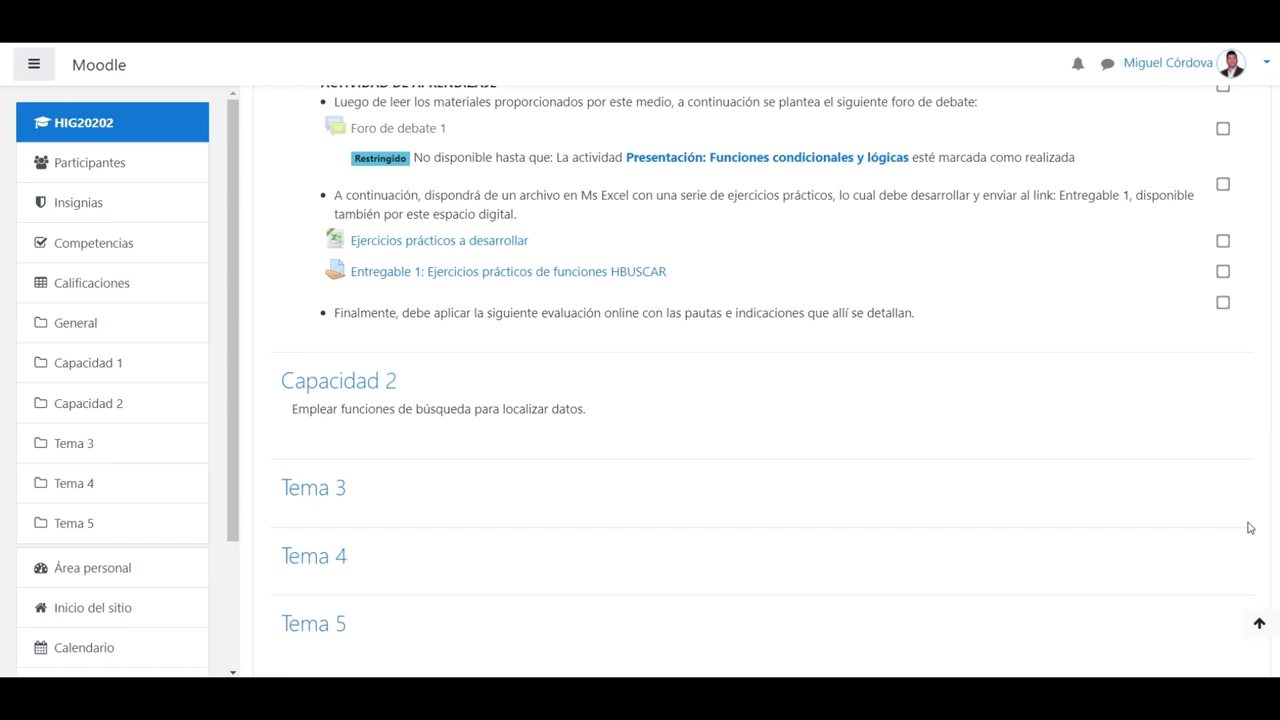 Moodle
Miguel Córdova
HIG20202
Participantes
Insignias
Competencias
Calificaciones
General
Capacidad 1
Capacidad 2
Tema 3
Tema 4
Tema 5
Área personal
Inicio del sitio
Calendario
ACTIVIDAD DE APRENDIZAJE
• Luego de leer los materiales proporcionados por este medio, a continuación se plantea el siguiente foro de debate:
Foro de debate 1
Restringido No disponible hasta que: La actividad Presentación: Funciones condicionales y lógicas esté marcada como realizada
• A continuación, dispondrá de un archivo en Ms Excel con una serie de ejercicios prácticos, lo cual debe desarrollar y enviar al link: Entregable 1, disponible
también por este espacio digital.
Ejercicios prácticos a desarrollar
Entregable 1: Ejercicios prácticos de funciones HBUSCAR
• Finalmente, debe aplicar la siguiente evaluación online con las pautas e indicaciones que allí se detallan.
Capacidad 2
Emplear funciones de búsqueda para localizar datos.
Tema 3
Tema 4
Tema 5